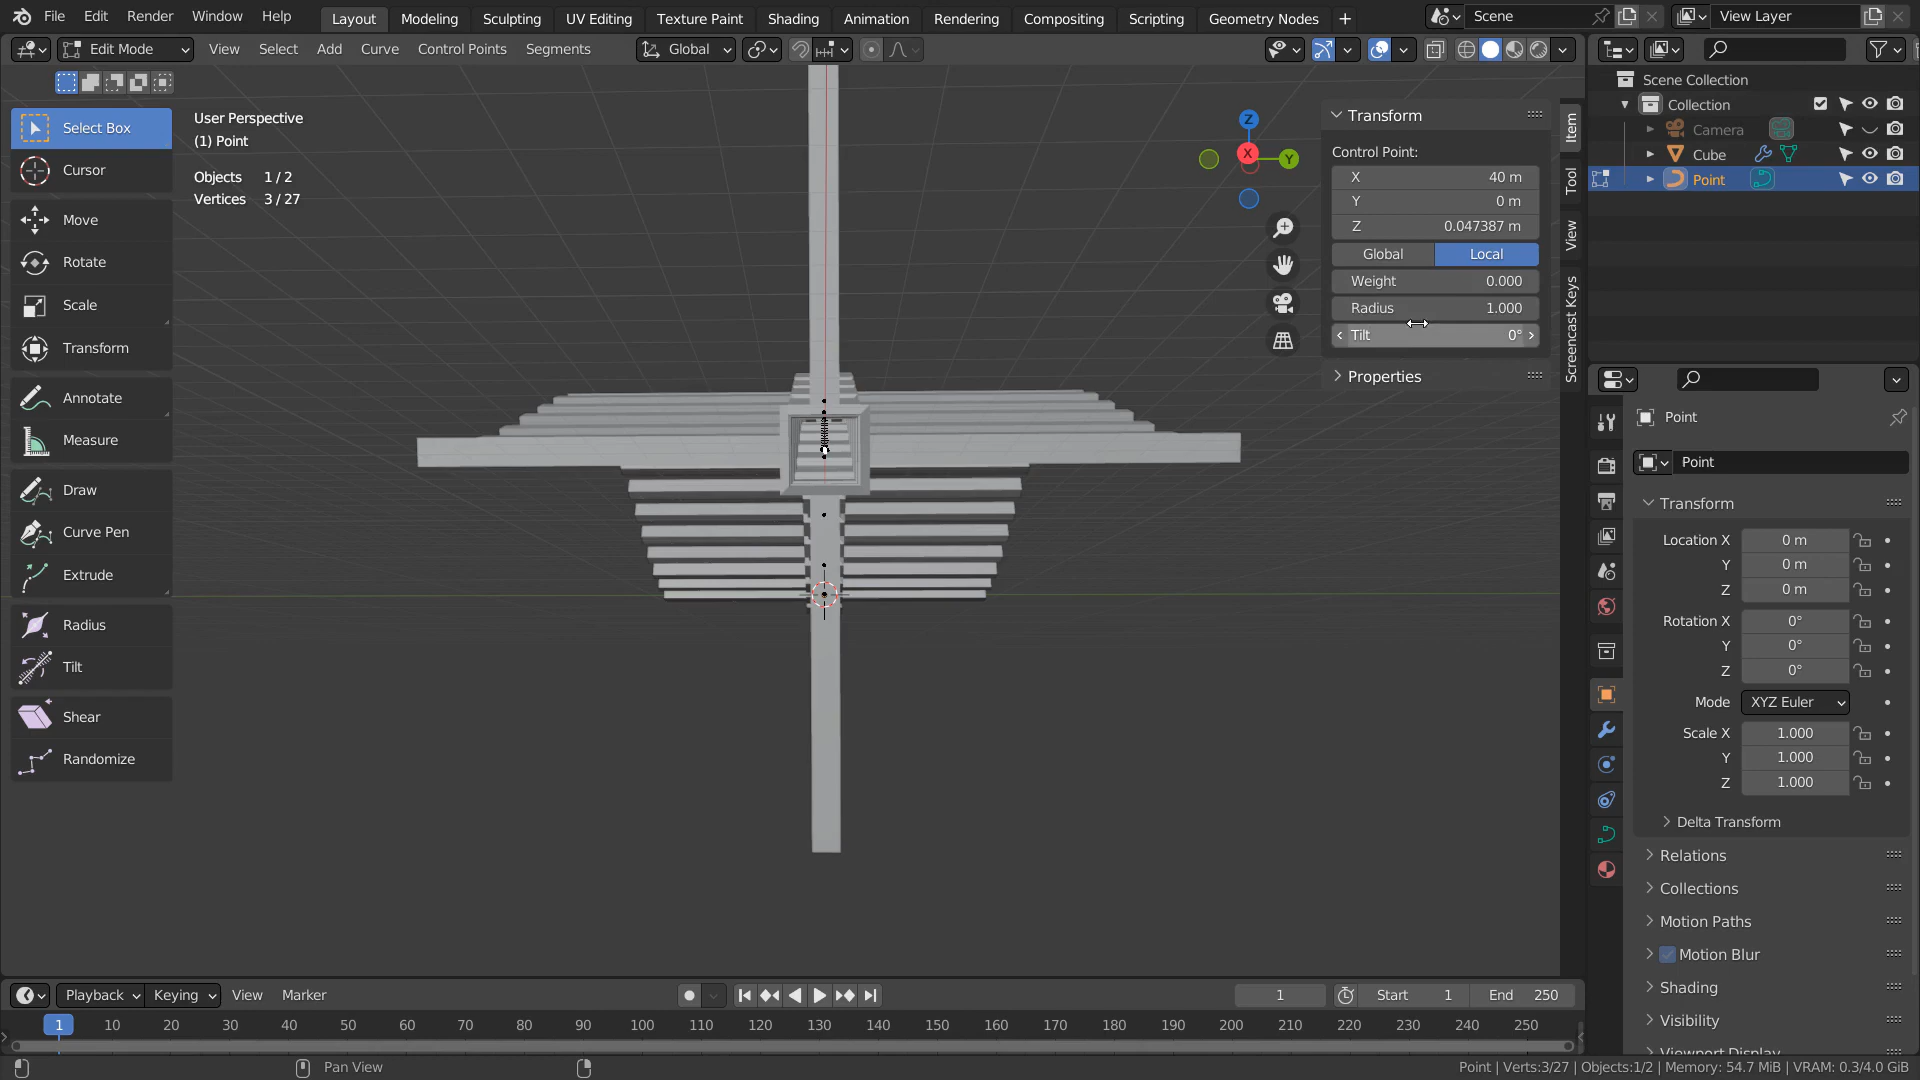 File Edit Render Window Help Layout Modeling Sculpting UV Editing Texture Paint Shading Animation Rendering Compositing Scripting Geometry Nodes + Scene View Layer
Edit Mode View Select Add Curve Control Points Segments Global
Select Box
Cursor
Move
Rotate
Scale
Transform
Annotate
Measure
Draw
Curve Pen
Extrude
Radius
Tilt
Shear
Randomize
User Perspective
(1) Point
Objects 1 / 2
Vertices 3 / 27
Z
X
Y
Transform
Control Point:
X 40 m
Y 0 m
Z 0.047387 m
Global Local
Weight 0.000
Radius 1.000
Tilt 0°
Properties
Item
Tool
View
Screencast Keys
Scene Collection
Collection
Camera
Cube
Point
Point
Point
Transform
Location X 0 m
Y 0 m
Z 0 m
Rotation X 0°
Y 0°
Z 0°
Mode XYZ Euler
Scale X 1.000
Y 1.000
Z 1.000
Delta Transform
Relations
Collections
Motion Paths
Motion Blur
Shading
Visibility
Viewport Display
Playback Keying View Marker 1 Start 1 End 250
1 10 20 30 40 50 60 70 80 90 100 110 120 130 140 150 160 170 180 190 200 210 220 230 240 250
Pan View
Point | Verts:3/27 | Objects:1/2 | Memory: 54.7 MiB | VRAM: 0.3/4.0 GiB